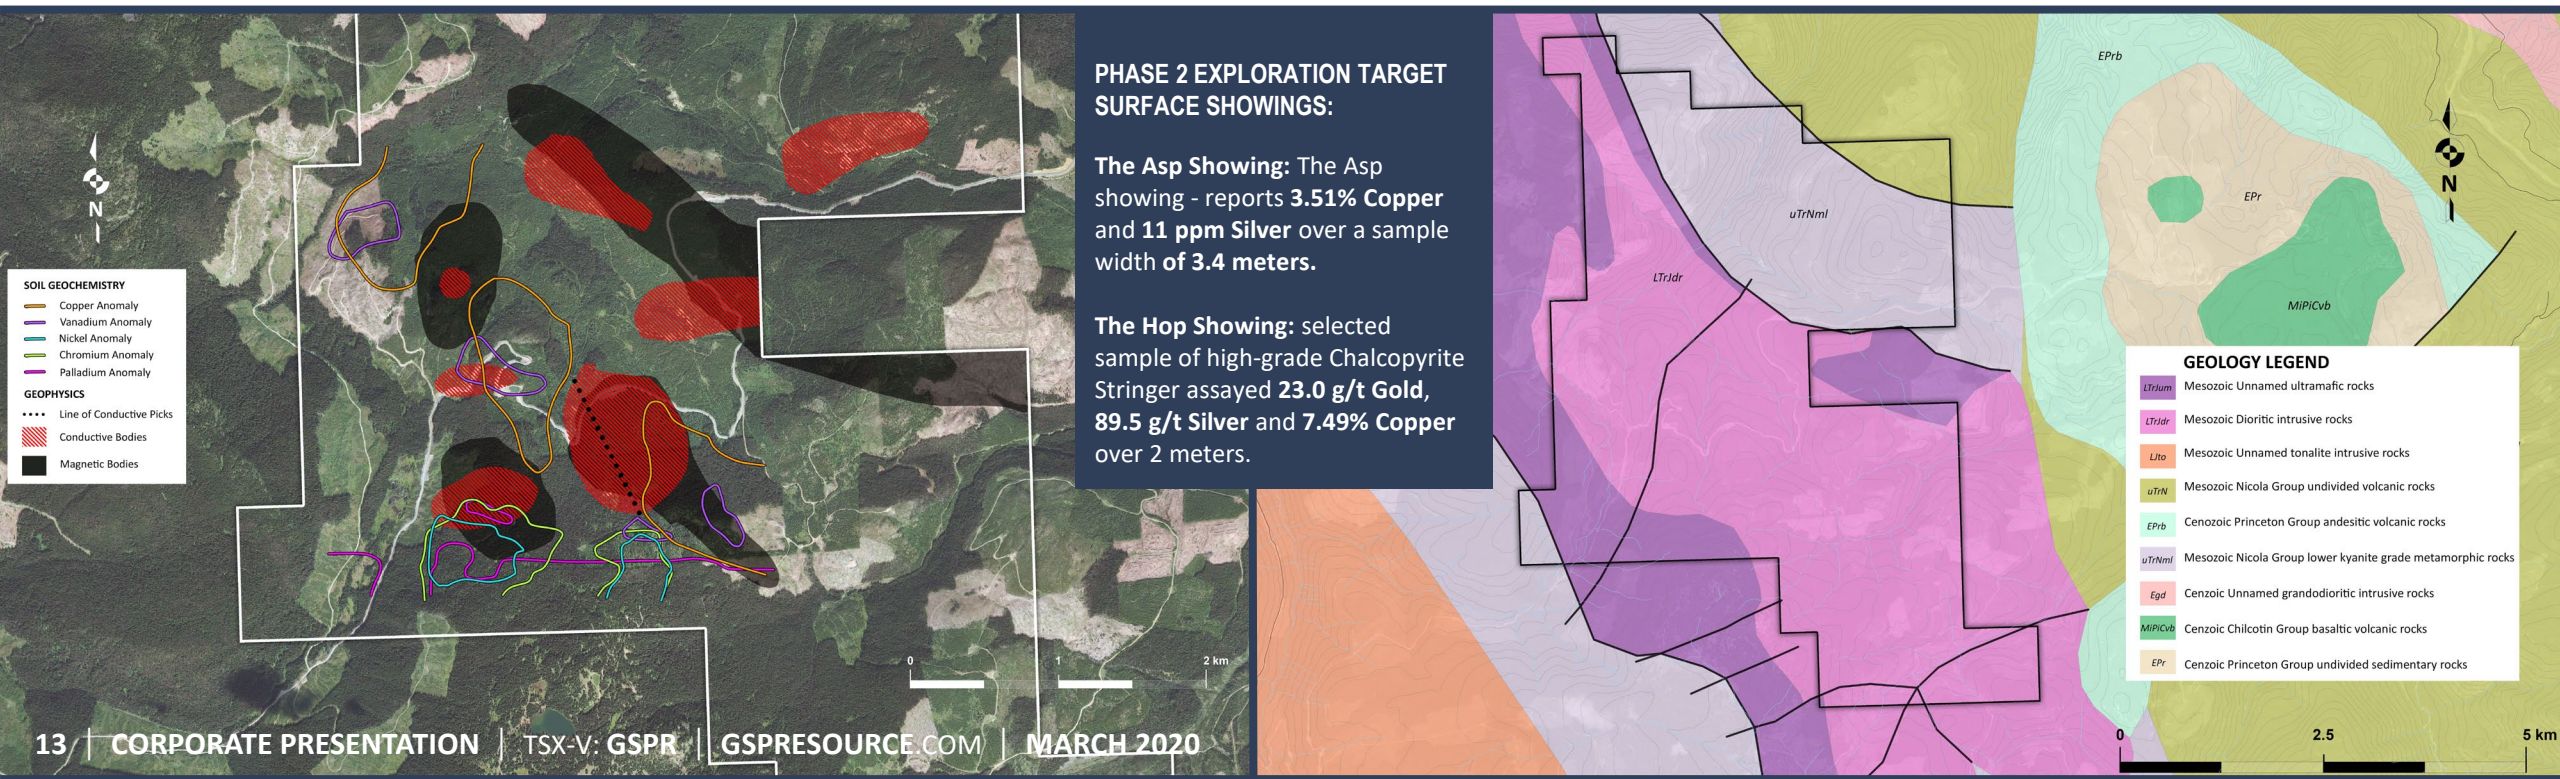 N
SOIL GEOCHEMISTRY
Copper Anomaly
Vanadium Anomaly
Nickel Anomaly
Chromium Anomaly
Palladium Anomaly
GEOPHYSICS
Line of Conductive Picks
Conductive Bodies
Magnetic Bodies
0 1 2 km
PHASE 2 EXPLORATION TARGET
SURFACE SHOWINGS:
The Asp Showing: The Asp
showing - reports 3.51% Copper
and 11 ppm Silver over a sample
width of 3.4 meters.
The Hop Showing: selected
sample of high-grade Chalcopyrite
Stringer assayed 23.0 g/t Gold,
89.5 g/t Silver and 7.49% Copper
over 2 meters.
EPrb
N
EPr
uTrNml
LTrJdr
MiPiCvb
GEOLOGY LEGEND
LTrJum Mesozoic Unnamed ultramafic rocks
LTrJdr Mesozoic Dioritic intrusive rocks
LJto Mesozoic Unnamed tonalite intrusive rocks
uTrN Mesozoic Nicola Group undivided volcanic rocks
EPrb Cenozoic Princeton Group andesitic volcanic rocks
uTrNml Mesozoic Nicola Group lower kyanite grade metamorphic rocks
Egd Cenzoic Unnamed grandodioritic intrusive rocks
MiPiCvb Cenzoic Chilcotin Group basaltic volcanic rocks
EPr Cenzoic Princeton Group undivided sedimentary rocks
0 2.5 5 km
13 | CORPORATE PRESENTATION | TSX-V: GSPR | GSPRESOURCE.COM | MARCH 2020